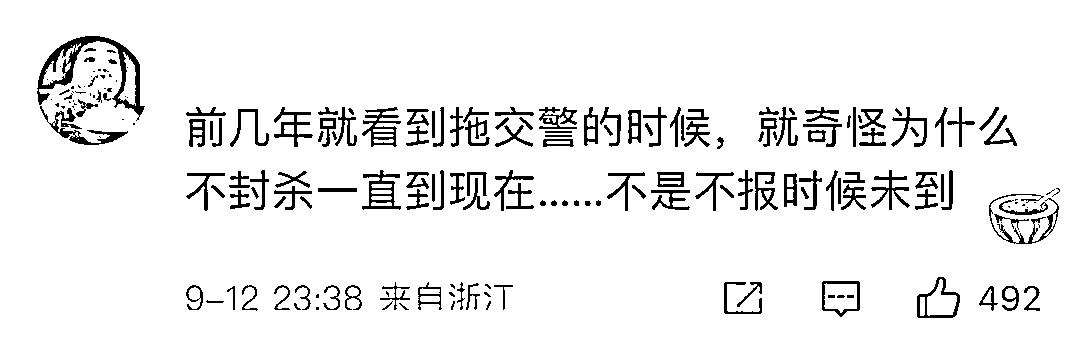 前几年就看到拖交警的时候，就奇怪为什么
不封杀一直到现在......不是不报时候未到
9-12 23:38 来自浙江
492